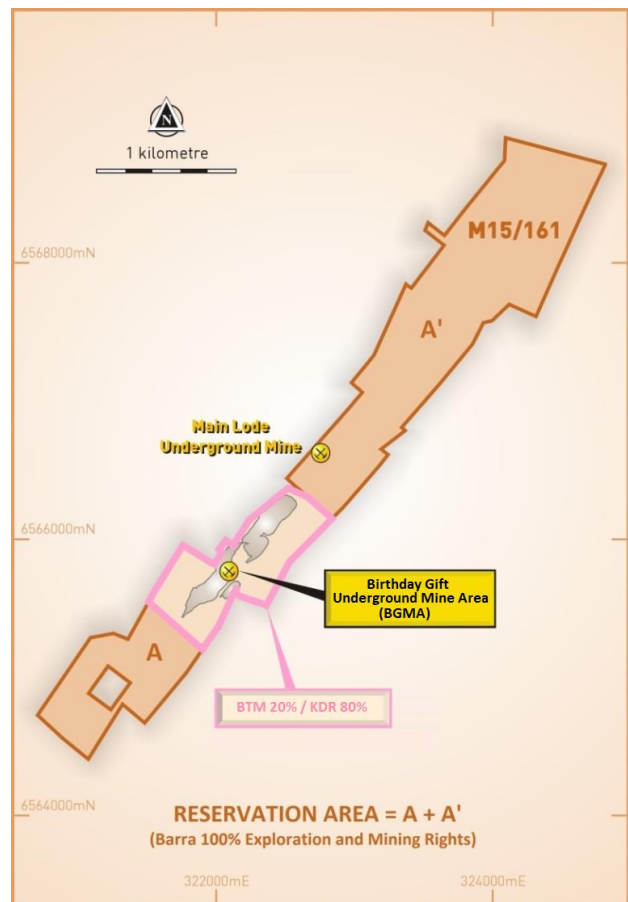 N
1 kilometre
6568000mN
M15/161
A'
Main Lode
Underground Mine
6566000mN
Birthday Gift
Underground Mine Area
(BGMA)
A
BTM 20% / KDR 80%
6564000mN
RESERVATION AREA = A + A'
(Barra 100% Exploration and Mining Rights)
322000mE
324000mE